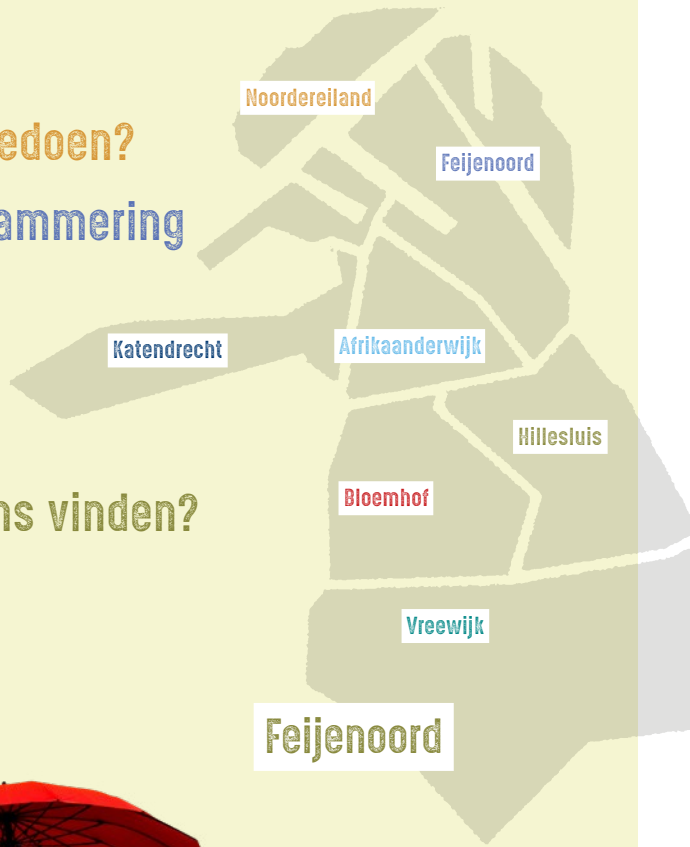 Noordereiland
edoen?
Feijenoord
ammering
Katendrecht
Afrikaanderwijk
Hillesluis
Bloemhof
ns vinden?
Vreewijk
Feijenoord